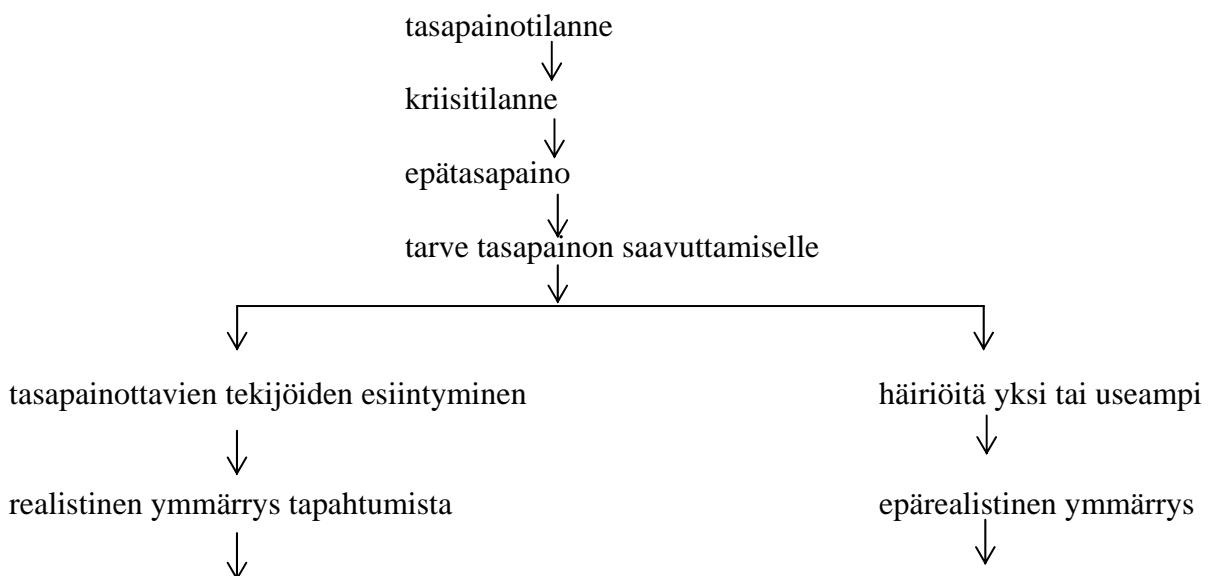 tasapainotilanne
kriisitilanne
epätasapaino
tarve tasapainon saavuttamiselle
tasapainottavien tekijöiden esiintyminen
häiriöitä yksi tai useampi
realistinen ymmärrys tapahtumista
epärealistinen ymmärrys